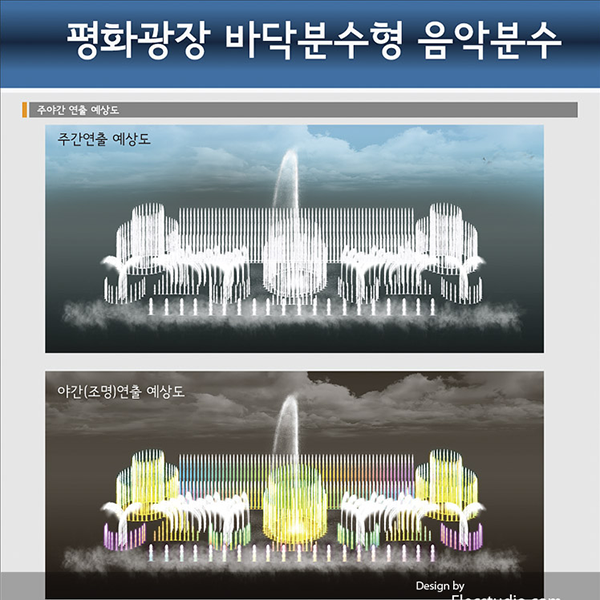 평화광장 바닥분수형 음악분수
주야간 연출 예상도
주간연출 예상도
야간(조명)연출 예상도
Design by